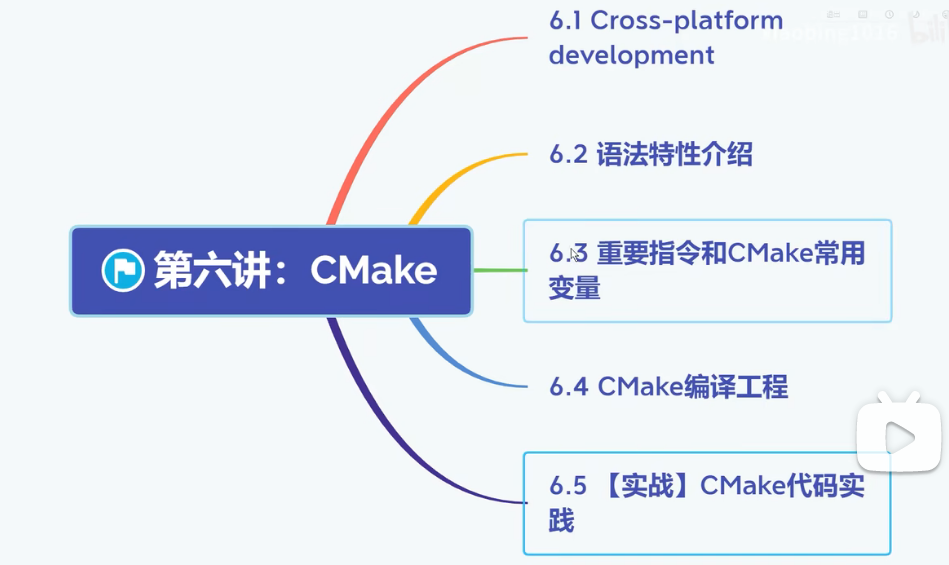 6.1 Cross-platform
development
6.2 语法特性介绍
6.3 重要指令和CMake常用
变量
第六讲：CMake
6.4 CMake编译工程
6.5 【实战】CMake代码实
践